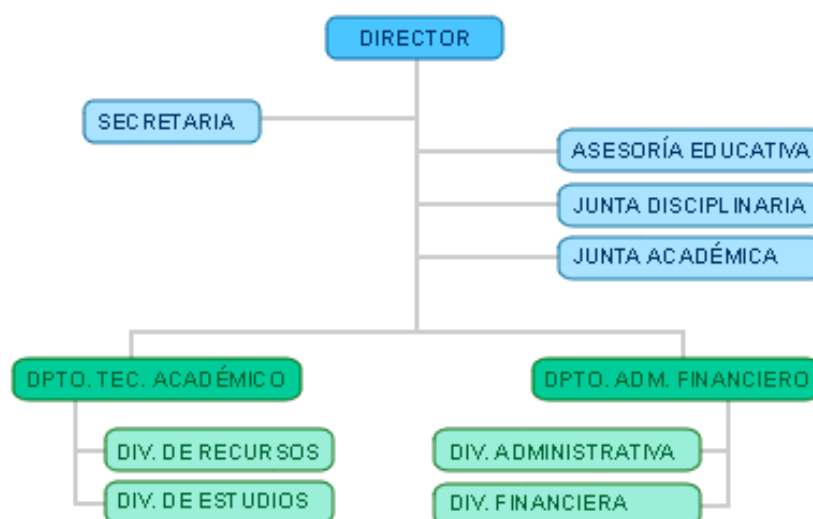 DIRECTOR
SECRETARIA
ASESORÍA EDUCATIVA
JUNTA DISCIPLINARIA
JUNTA ACADÉMICA
DPTO. TEC. ACADÉMICO
DPTO. ADM. FINANCIERO
DIV. DE RECURSOS
DIV. ADMINISTRATIVA
DIV. DE ESTUDIOS
DIV. FINANCIERA